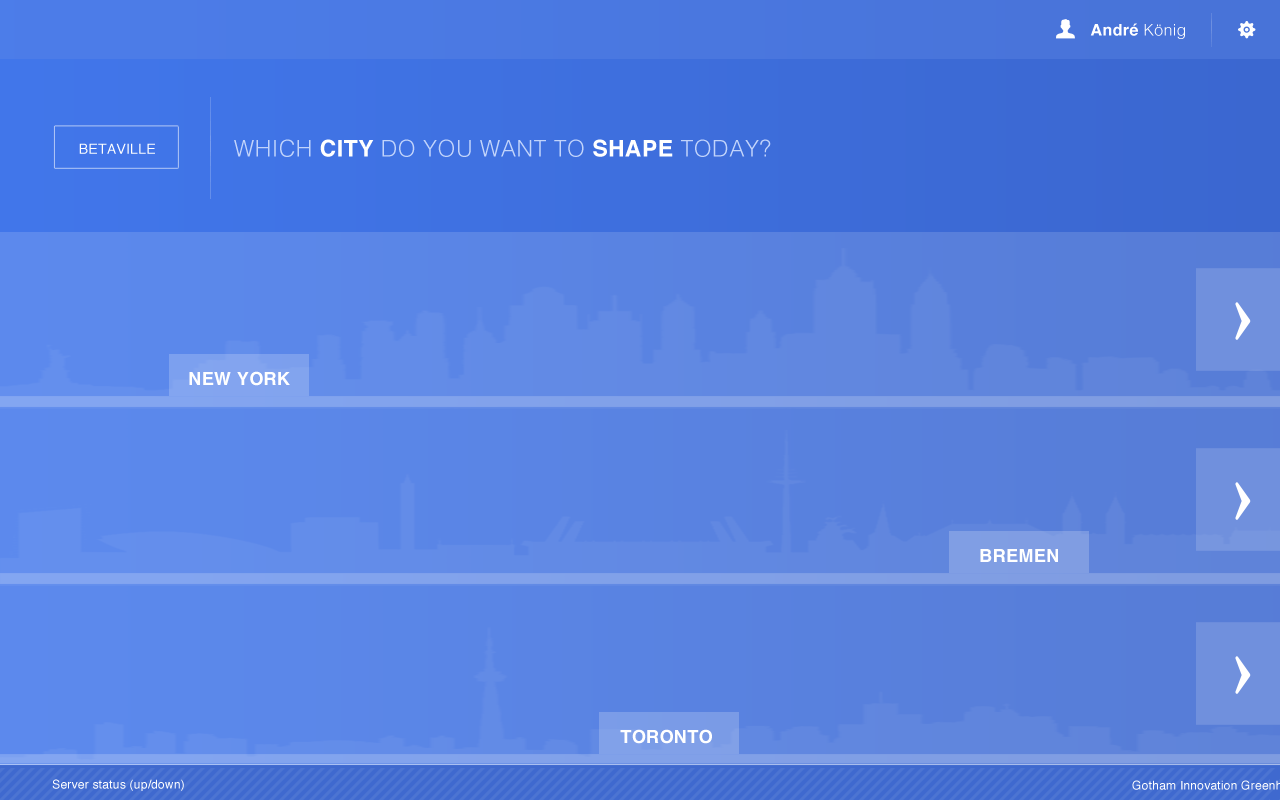 André König
BETAVILLE
WHICH CITY DO YOU WANT TO SHAPE TODAY?
NEW YORK
BREMEN
TORONTO
Server status (up/down)
Gotham Innovation